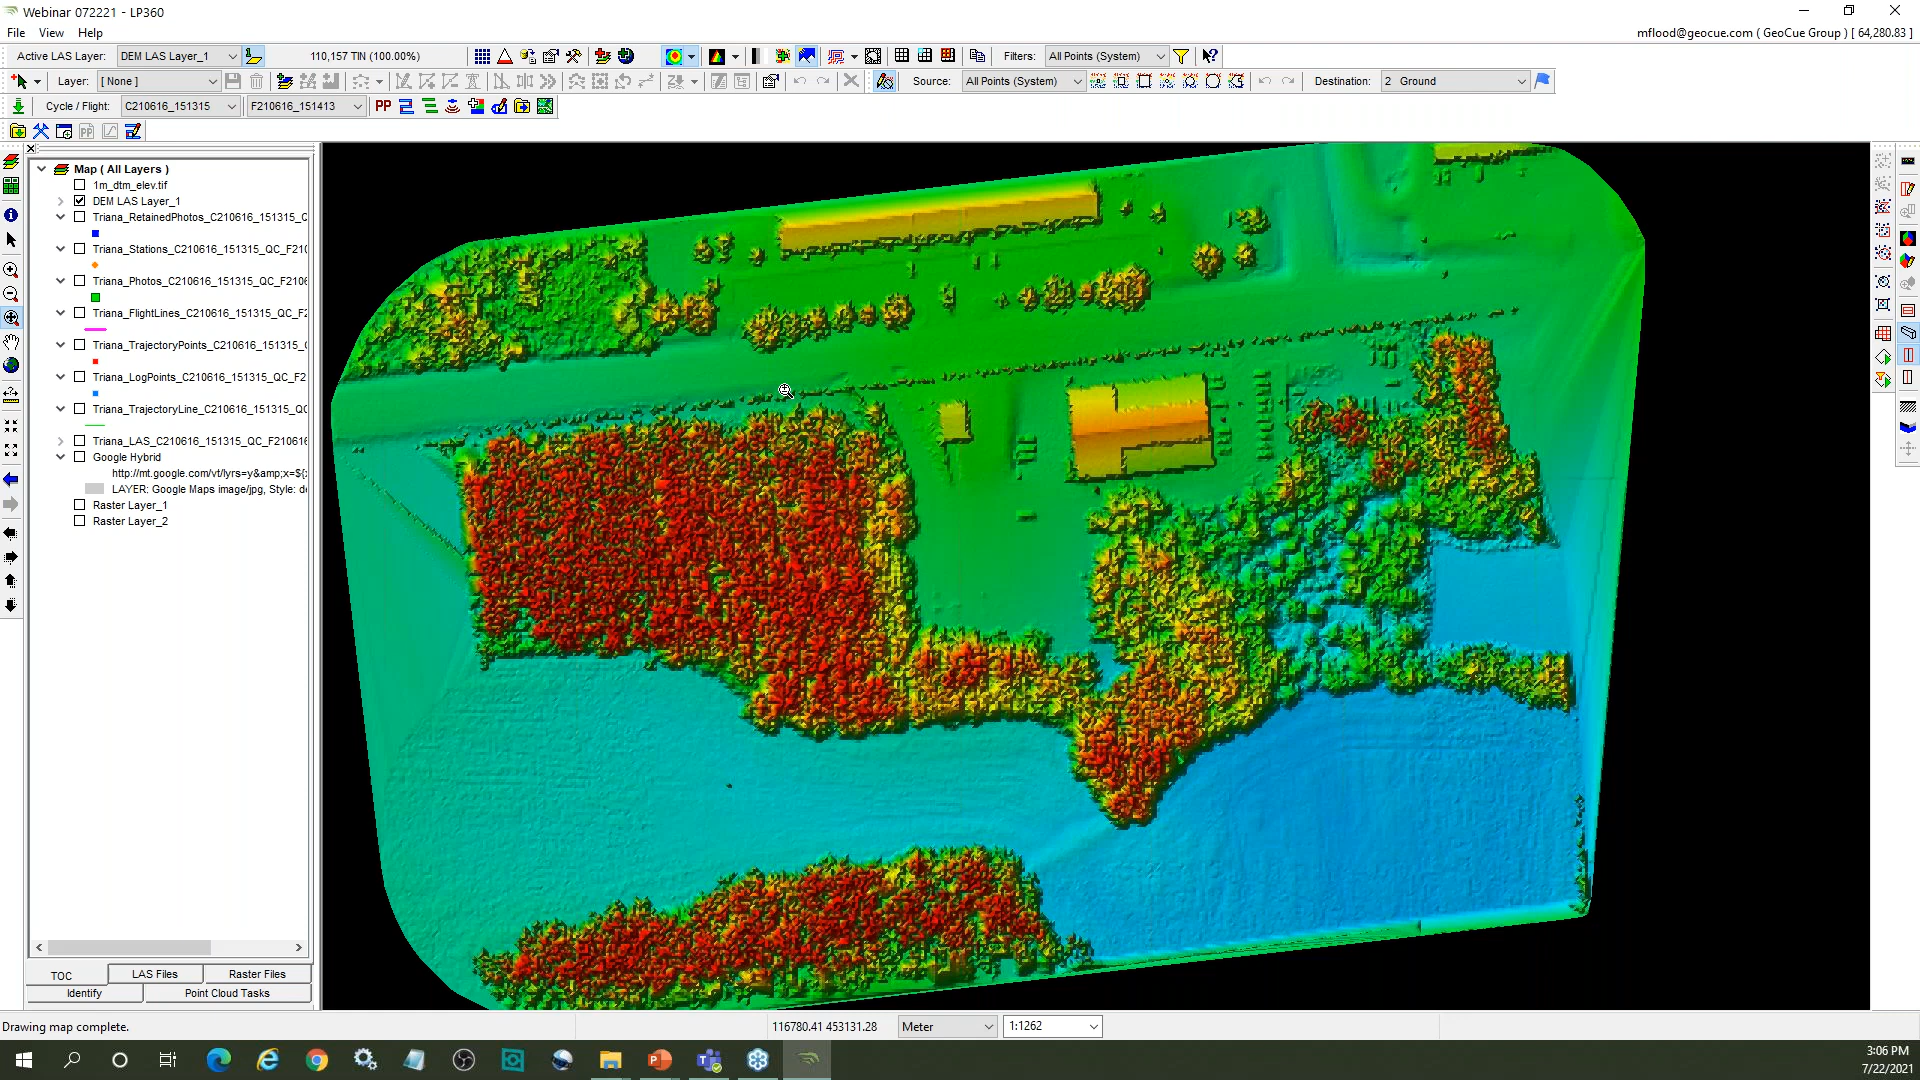 Webinar 072221 - LP360
File View Help
mflood@geocue.com ( GeoCue Group ) [ 64,280.83 ]
Active LAS Layer: DEM LAS Layer_1 110,157 TIN (100.00%) Filters: All Points (System)
Layer: [ None ] Source: All Points (System) Destination: 2 Ground
Cycle / Flight: C210616_151315 F210616_151413 PP
PP
Map ( All Layers )
1m_dtm_elev.tif
DEM LAS Layer_1
Triana_RetainedPhotos_C210616_151315_C
Triana_Stations_C210616_151315_QC_F210
Triana_Photos_C210616_151315_QC_F2106
Triana_FlightLines_C210616_151315_QC_F2
Triana_TrajectoryPoints_C210616_151315_
Triana_LogPoints_C210616_151315_QC_F2
Triana_TrajectoryLine_C210616_151315_QC
Triana_LAS_C210616_151315_QC_F210616
Google Hybrid
http://mt.google.com/vt/lyrs=y&amp;x=${
LAYER: Google Maps image/jpg, Style: d
Raster Layer_1
Raster Layer_2
TOC LAS Files Raster Files
Identify Point Cloud Tasks
Drawing map complete. 116780.41 453131.28 Meter 1:1262
3:06 PM
7/22/2021